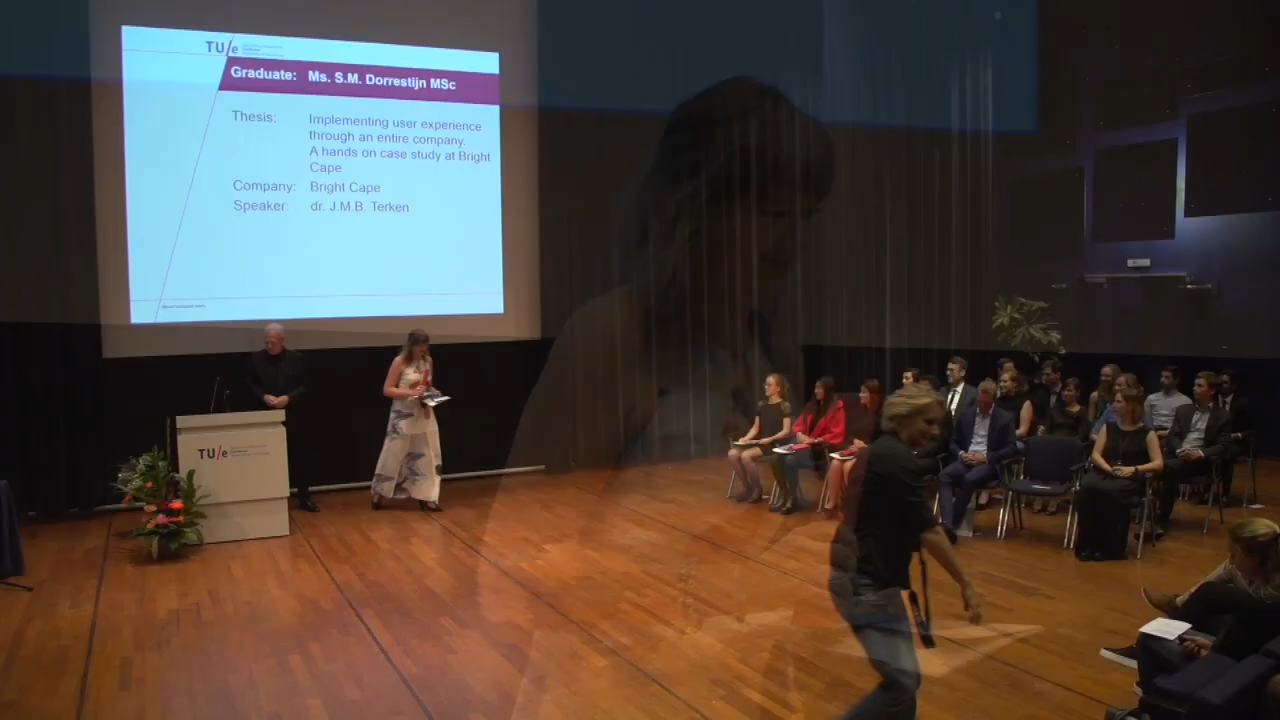 TU/e
Graduate: Ms. S.M. Dorrestijn MSc
Thesis: Implementing user experience
through an entire company.
A hands on case study at Bright
Cape
Company: Bright Cape
Speaker: dr. J.M.B. Terken
TU/e